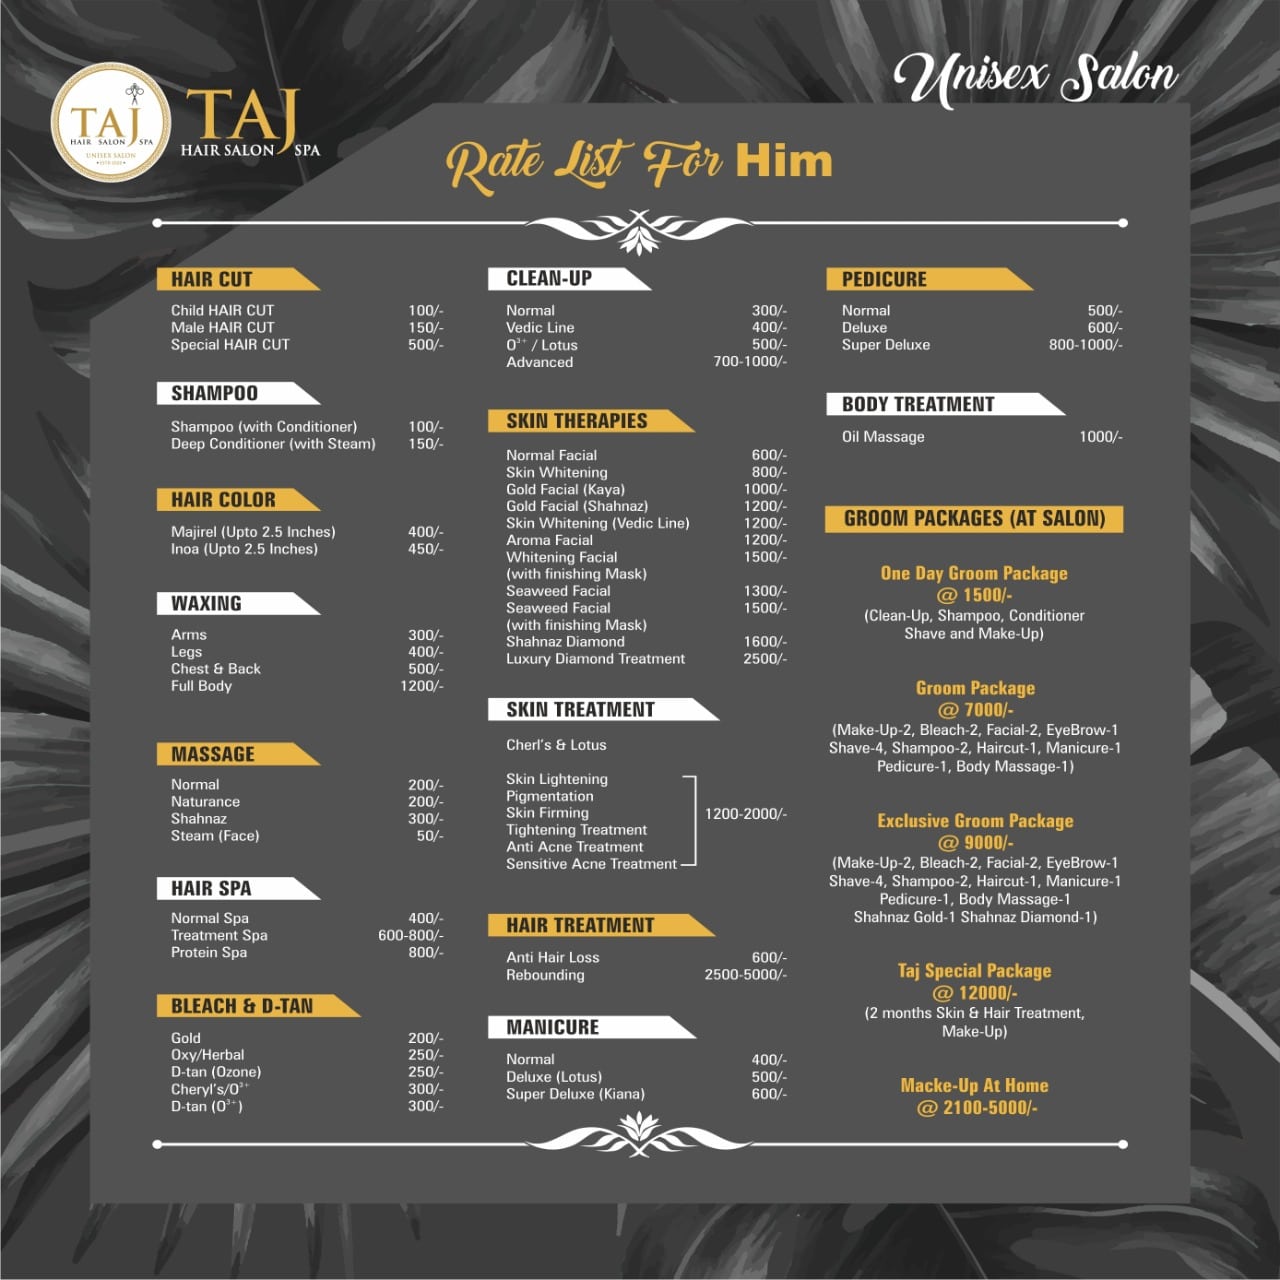 TAJ
HAIR SALON SPA
UNISEX SALON
TAJ
HAIR SALON SPA
Unisex Salon
Rate List For Him
HAIR CUT
Child HAIR CUT 100/-
Male HAIR CUT 150/-
Special HAIR CUT 500/-
SHAMPOO
Shampoo (with Conditioner) 100/-
Deep Conditioner (with Steam) 150/-
HAIR COLOR
Majirel (Upto 2.5 Inches) 400/-
Inoa (Upto 2.5 Inches) 450/-
WAXING
Arms 300/-
Legs 400/-
Chest & Back 500/-
Full Body 1200/-
MASSAGE
Normal 200/-
Naturance 200/-
Shahnaz 300/-
Steam (Face) 50/-
HAIR SPA
Normal Spa 400/-
Treatment Spa 600-800/-
Protein Spa 800/-
BLEACH & D-TAN
Gold 200/-
Oxy/Herbal 250/-
D-tan (Ozone) 250/-
Cheryl's/O³⁺ 300/-
D-tan (O³⁺) 300/-
CLEAN-UP
Normal 300/-
Vedic Line 400/-
O³⁺ / Lotus 500/-
Advanced 700-1000/-
SKIN THERAPIES
Normal Facial 600/-
Skin Whitening 800/-
Gold Facial (Kaya) 1000/-
Gold Facial (Shahnaz) 1200/-
Skin Whitening (Vedic Line) 1200/-
Aroma Facial 1200/-
Whitening Facial 1500/-
(with finishing Mask)
Seaweed Facial 1300/-
Seaweed Facial 1500/-
(with finishing Mask)
Shahnaz Diamond 1600/-
Luxury Diamond Treatment 2500/-
SKIN TREATMENT
Cherl's & Lotus
Skin Lightening
Pigmentation
Skin Firming 1200-2000/-
Tightening Treatment
Anti Acne Treatment
Sensitive Acne Treatment
HAIR TREATMENT
Anti Hair Loss 600/-
Rebounding 2500-5000/-
MANICURE
Normal 400/-
Deluxe (Lotus) 500/-
Super Deluxe (Kiana) 600/-
PEDICURE
Normal 500/-
Deluxe 600/-
Super Deluxe 800-1000/-
BODY TREATMENT
Oil Massage 1000/-
GROOM PACKAGES (AT SALON)
One Day Groom Package
@ 1500/-
(Clean-Up, Shampoo, Conditioner
Shave and Make-Up)
Groom Package
@ 7000/-
(Make-Up-2, Bleach-2, Facial-2, EyeBrow-1
Shave-4, Shampoo-2, Haircut-1, Manicure-1
Pedicure-1, Body Massage-1)
Exclusive Groom Package
@ 9000/-
(Make-Up-2, Bleach-2, Facial-2, EyeBrow-1
Shave-4, Shampoo-2, Haircut-1, Manicure-1
Pedicure-1, Body Massage-1
Shahnaz Gold-1 Shahnaz Diamond-1)
Taj Special Package
@ 12000/-
(2 months Skin & Hair Treatment,
Make-Up)
Macke-Up At Home
@ 2100-5000/-